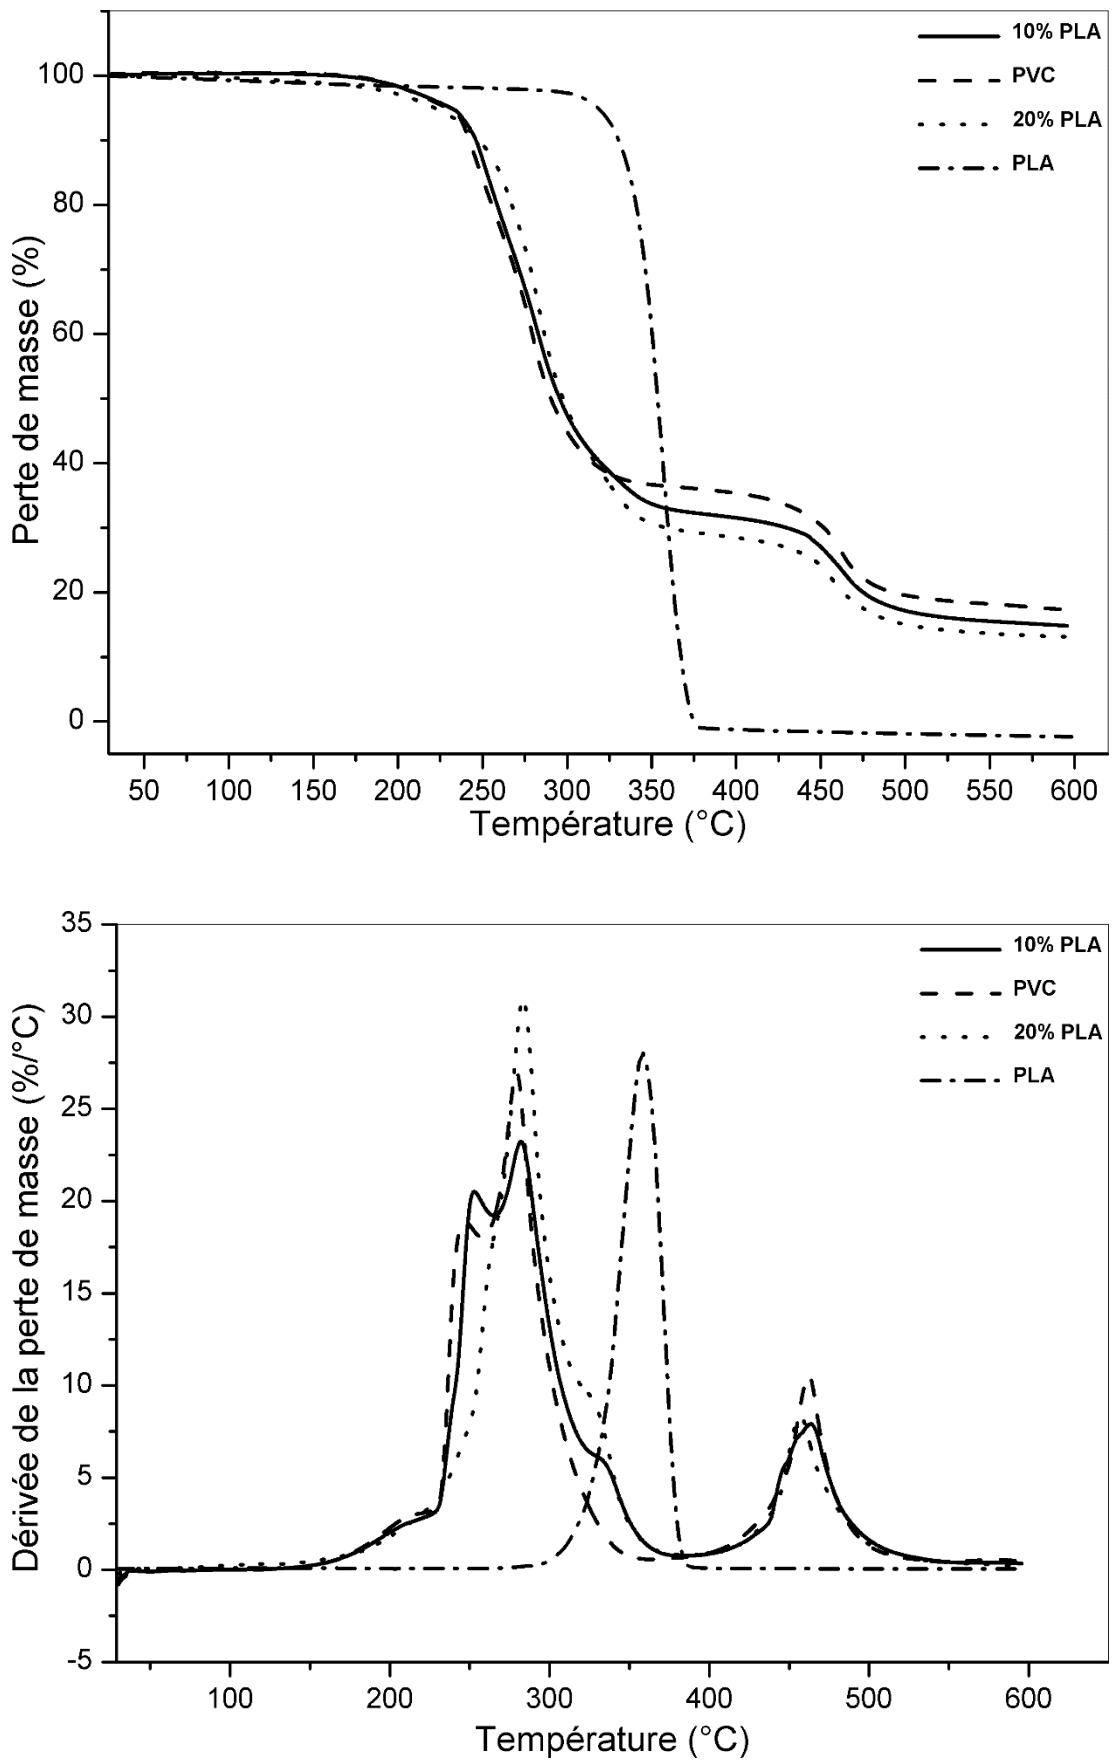 10% PLA
PVC
20% PLA
PLA
Perte de masse (%)
100
80
60
40
20
0
50 100 150 200 250 300 350 400 450 500 550 600
Température (°C)
10% PLA
PVC
20% PLA
PLA
Dérivée de la perte de masse (%/°C)
35
30
25
20
15
10
5
0
-5
100 200 300 400 500 600
Température (°C)